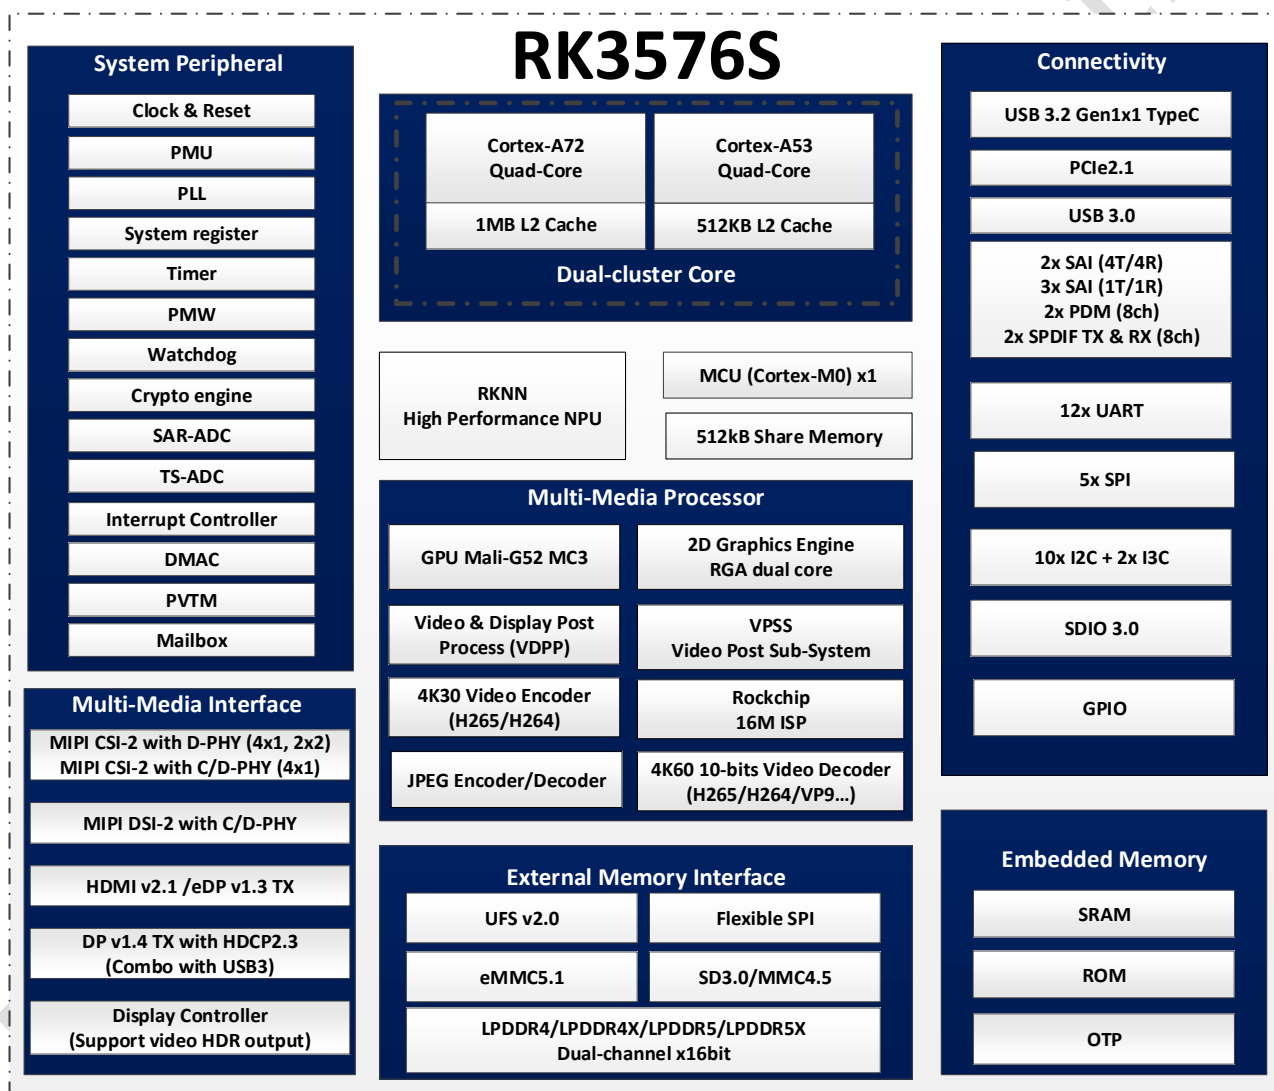 RK3576S
System Peripheral
Clock & Reset
PMU
PLL
System register
Timer
PMW
Watchdog
Crypto engine
SAR-ADC
TS-ADC
Interrupt Controller
DMAC
PVTM
Mailbox
Multi-Media Interface
MIPI CSI-2 with D-PHY (4x1, 2x2)
MIPI CSI-2 with C/D-PHY (4x1)
MIPI DSI-2 with C/D-PHY
HDMI v2.1 /eDP v1.3 TX
DP v1.4 TX with HDCP2.3
(Combo with USB3)
Display Controller
(Support video HDR output)
Cortex-A72
Quad-Core
1MB L2 Cache
Cortex-A53
Quad-Core
512KB L2 Cache
Dual-cluster Core
RKNN
High Performance NPU
MCU (Cortex-M0) x1
512kB Share Memory
Multi-Media Processor
GPU Mali-G52 MC3
2D Graphics Engine
RGA dual core
Video & Display Post
Process (VDPP)
VPSS
Video Post Sub-System
4K30 Video Encoder
(H265/H264)
Rockchip
16M ISP
JPEG Encoder/Decoder
4K60 10-bits Video Decoder
(H265/H264/VP9...)
External Memory Interface
UFS v2.0
Flexible SPI
eMMC5.1
SD3.0/MMC4.5
LPDDR4/LPDDR4X/LPDDR5/LPDDR5X
Dual-channel x16bit
Connectivity
USB 3.2 Gen1x1 TypeC
PCIe2.1
USB 3.0
2x SAI (4T/4R)
3x SAI (1T/1R)
2x PDM (8ch)
2x SPDIF TX & RX (8ch)
12x UART
5x SPI
10x I2C + 2x I3C
SDIO 3.0
GPIO
Embedded Memory
SRAM
ROM
OTP